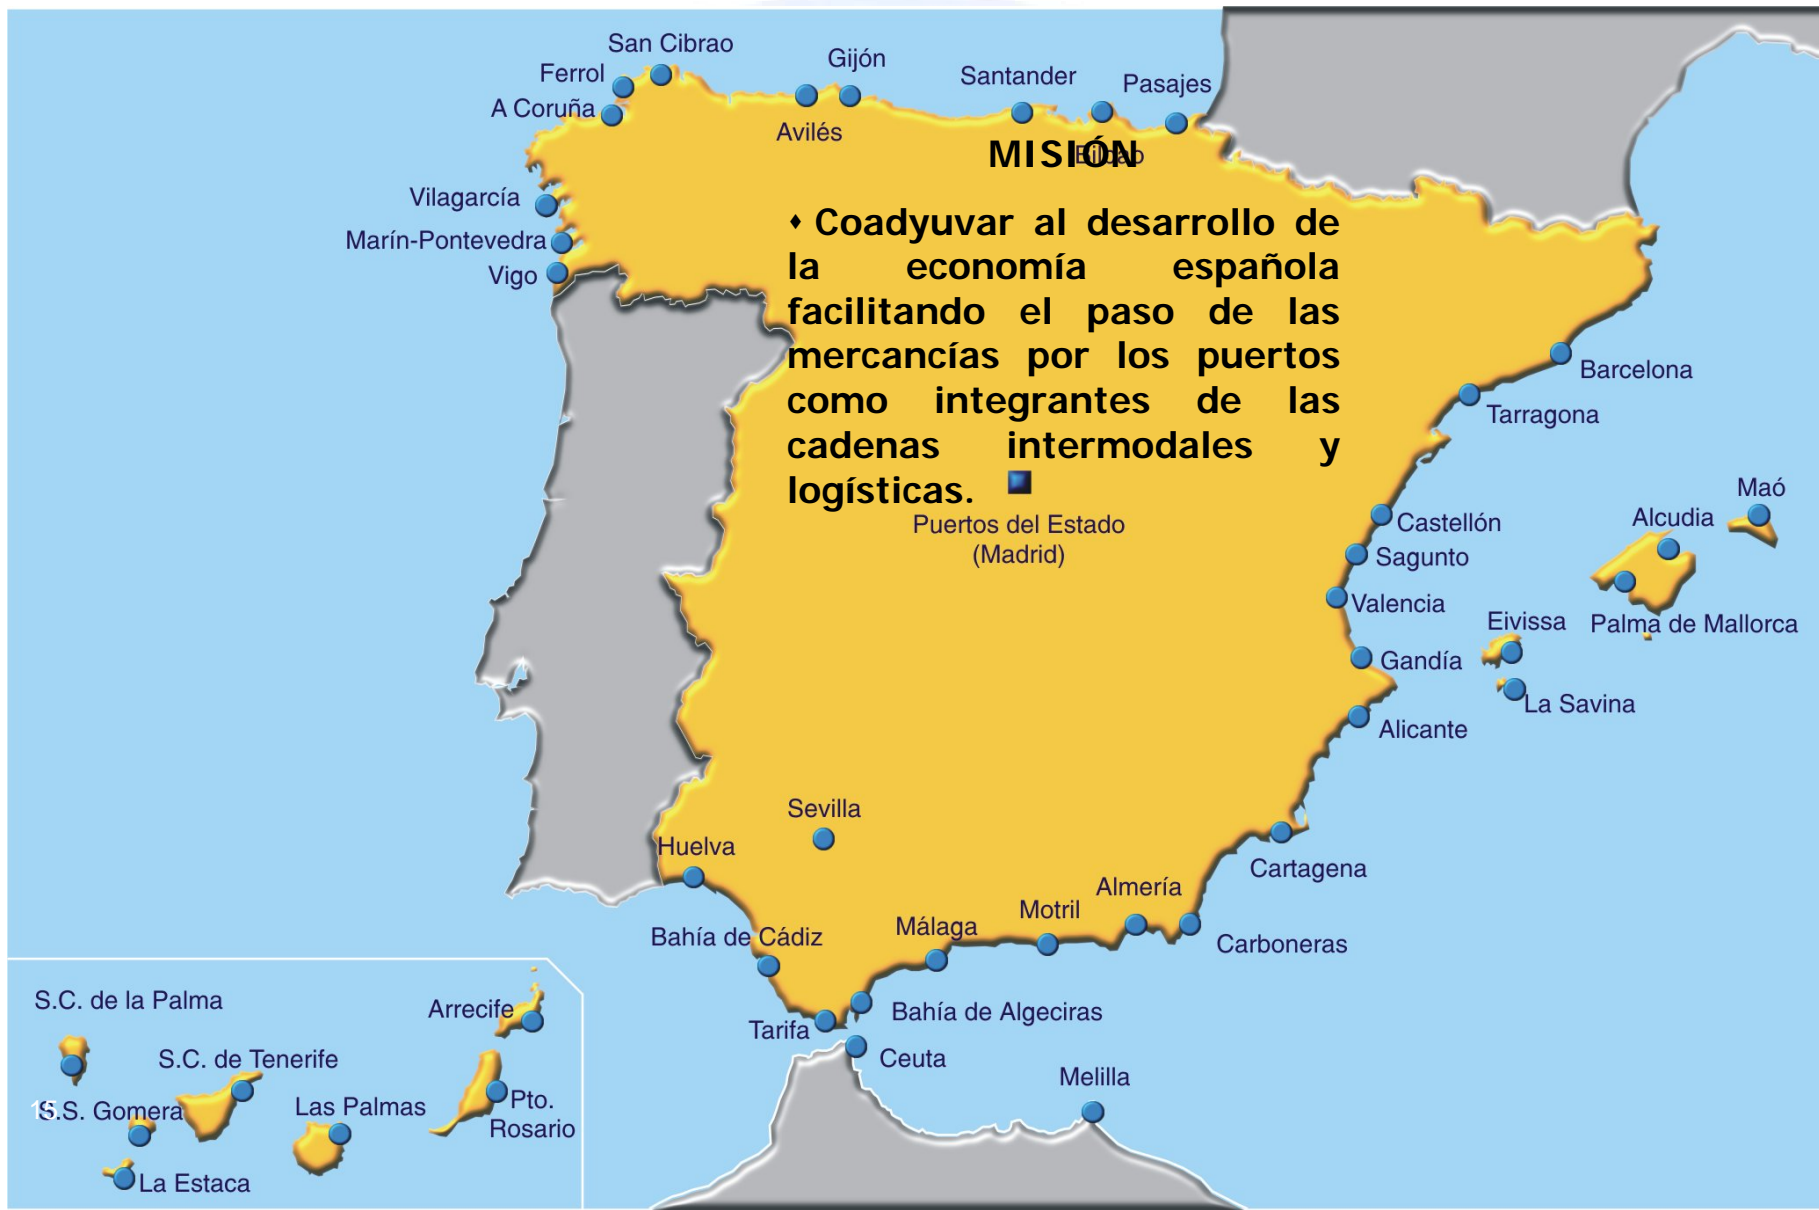 San Cibrao
Ferrol
A Coruña
Gijón
Avilés
Santander
Pasajes
Bilbao
MISIÓN
Vilagarcía
Marín-Pontevedra
Vigo
♦ Coadyuvar al desarrollo de
la economía española
facilitando el paso de las
mercancías por los puertos
como integrantes de las
cadenas intermodales y
logísticas.
Puertos del Estado
(Madrid)
Barcelona
Tarragona
Castellón
Sagunto
Valencia
Gandía
Alicante
Maó
Alcudia
Palma de Mallorca
Eivissa
La Savina
Sevilla
Huelva
Cartagena
Almería
Motril
Málaga
Carboneras
Bahía de Cádiz
Bahía de Algeciras
Tarifa
Ceuta
Melilla
S.C. de la Palma
S.C. de Tenerife
S.S. Gomera
La Estaca
Las Palmas
Arrecife
Pto.
Rosario